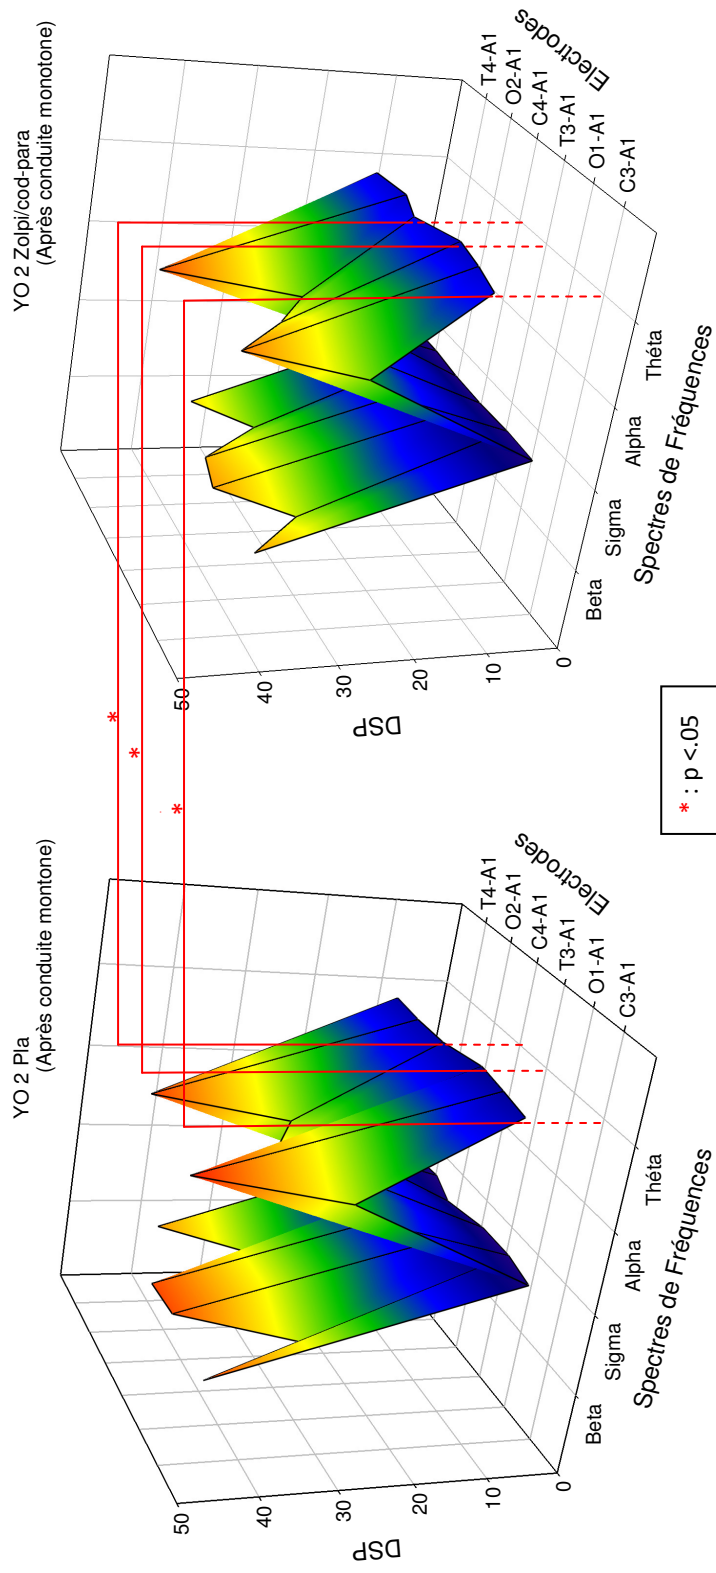 YO 2 Pla
(Après conduite montone)
50
40
30
20
10
0
DSP
Beta
Sigma
Alpha
Théta
Spectres de Fréquences
T4-A1
O2-A1
C4-A1
T3-A1
O1-A1
C3-A1
Electrodes
*
*
*
YO 2 Zolpi/cod-para
(Après conduite monotone)
50
40
30
20
10
0
DSP
Beta
Sigma
Alpha
Théta
Spectres de Fréquences
T4-A1
O2-A1
C4-A1
T3-A1
O1-A1
C3-A1
Electrodes
* : p <.05